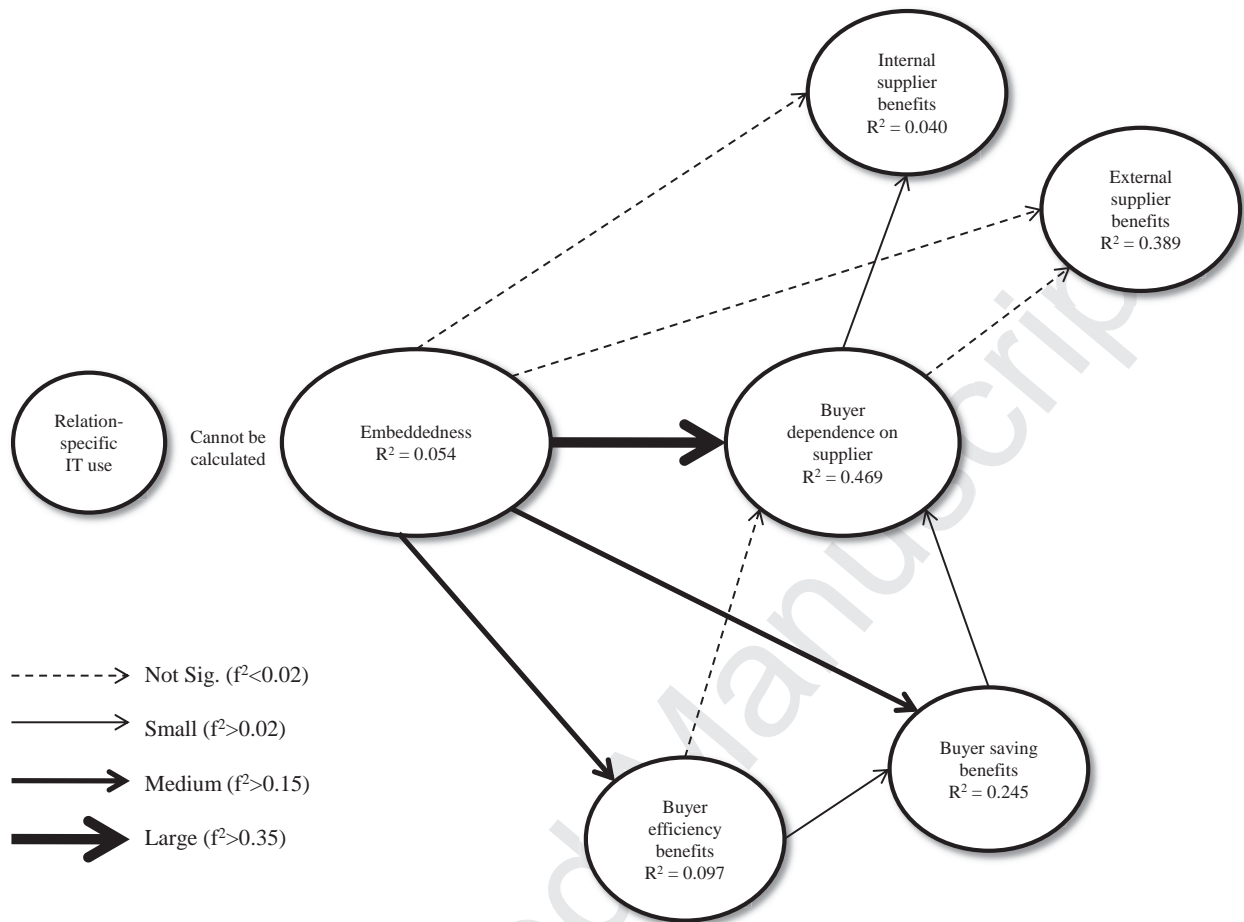 Internal
supplier
benefits
R² = 0.040
External
supplier
benefits
R² = 0.389
Relation-
specific
IT use
Cannot be
calculated
Embeddedness
R² = 0.054
Buyer
dependence on
supplier
R² = 0.469
Not Sig. (f²<0.02)
Small (f²>0.02)
Medium (f²>0.15)
Large (f²>0.35)
Buyer
efficiency
benefits
R² = 0.097
Buyer saving
benefits
R² = 0.245
d Manuscrip